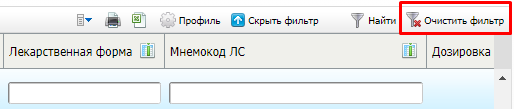 Профиль Скрыть фильтр Найти Очистить фильтр
Лекарственная форма Мнемокод ЛС Дозировка